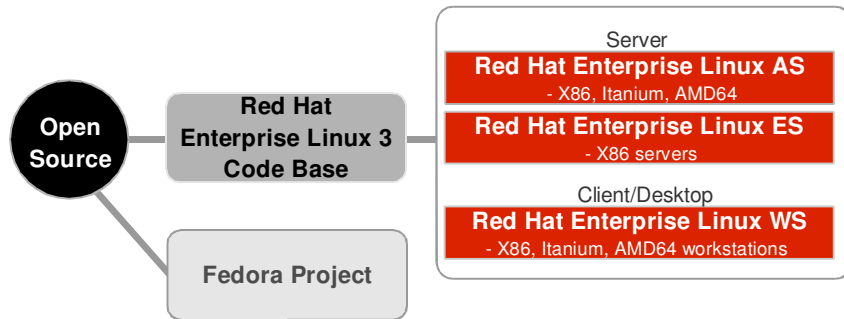 Open
Source
Red Hat
Enterprise Linux 3
Code Base
Fedora Project
Server
Red Hat Enterprise Linux AS
- X86, Itanium, AMD64
Red Hat Enterprise Linux ES
- X86 servers
Client/Desktop
Red Hat Enterprise Linux WS
- X86, Itanium, AMD64 workstations